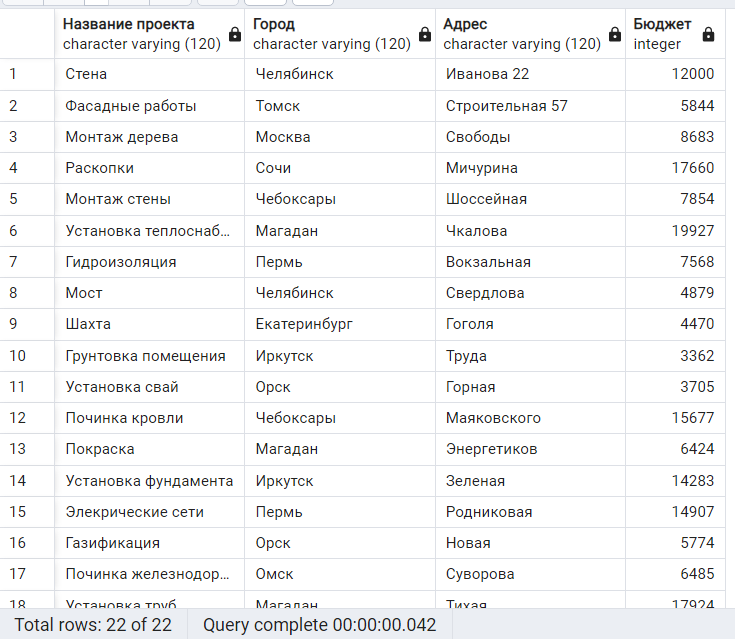 Название проекта Город Адрес Бюджет
character varying (120) character varying (120) character varying (120) integer
1 Стена Челябинск Иванова 22 12000
2 Фасадные работы Томск Строительная 57 5844
3 Монтаж дерева Москва Свободы 8683
4 Раскопки Сочи Мичурина 17660
5 Монтаж стены Чебоксары Шоссейная 7854
6 Установка теплоснаб... Магадан Чкалова 19927
7 Гидроизоляция Пермь Вокзальная 7568
8 Мост Челябинск Свердлова 4879
9 Шахта Екатеринбург Гоголя 4470
10 Грунтовка помещения Иркутск Труда 3362
11 Установка свай Орск Горная 3705
12 Починка кровли Чебоксары Маяковского 15677
13 Покраска Магадан Энергетиков 6424
14 Установка фундамента Иркутск Зеленая 14283
15 Элекрические сети Пермь Родниковая 14907
16 Газификация Орск Новая 5774
17 Починка железнодор... Омск Суворова 6485
18 Установка труб Магадан Тихая 17924
Total rows: 22 of 22 Query complete 00:00:00.042